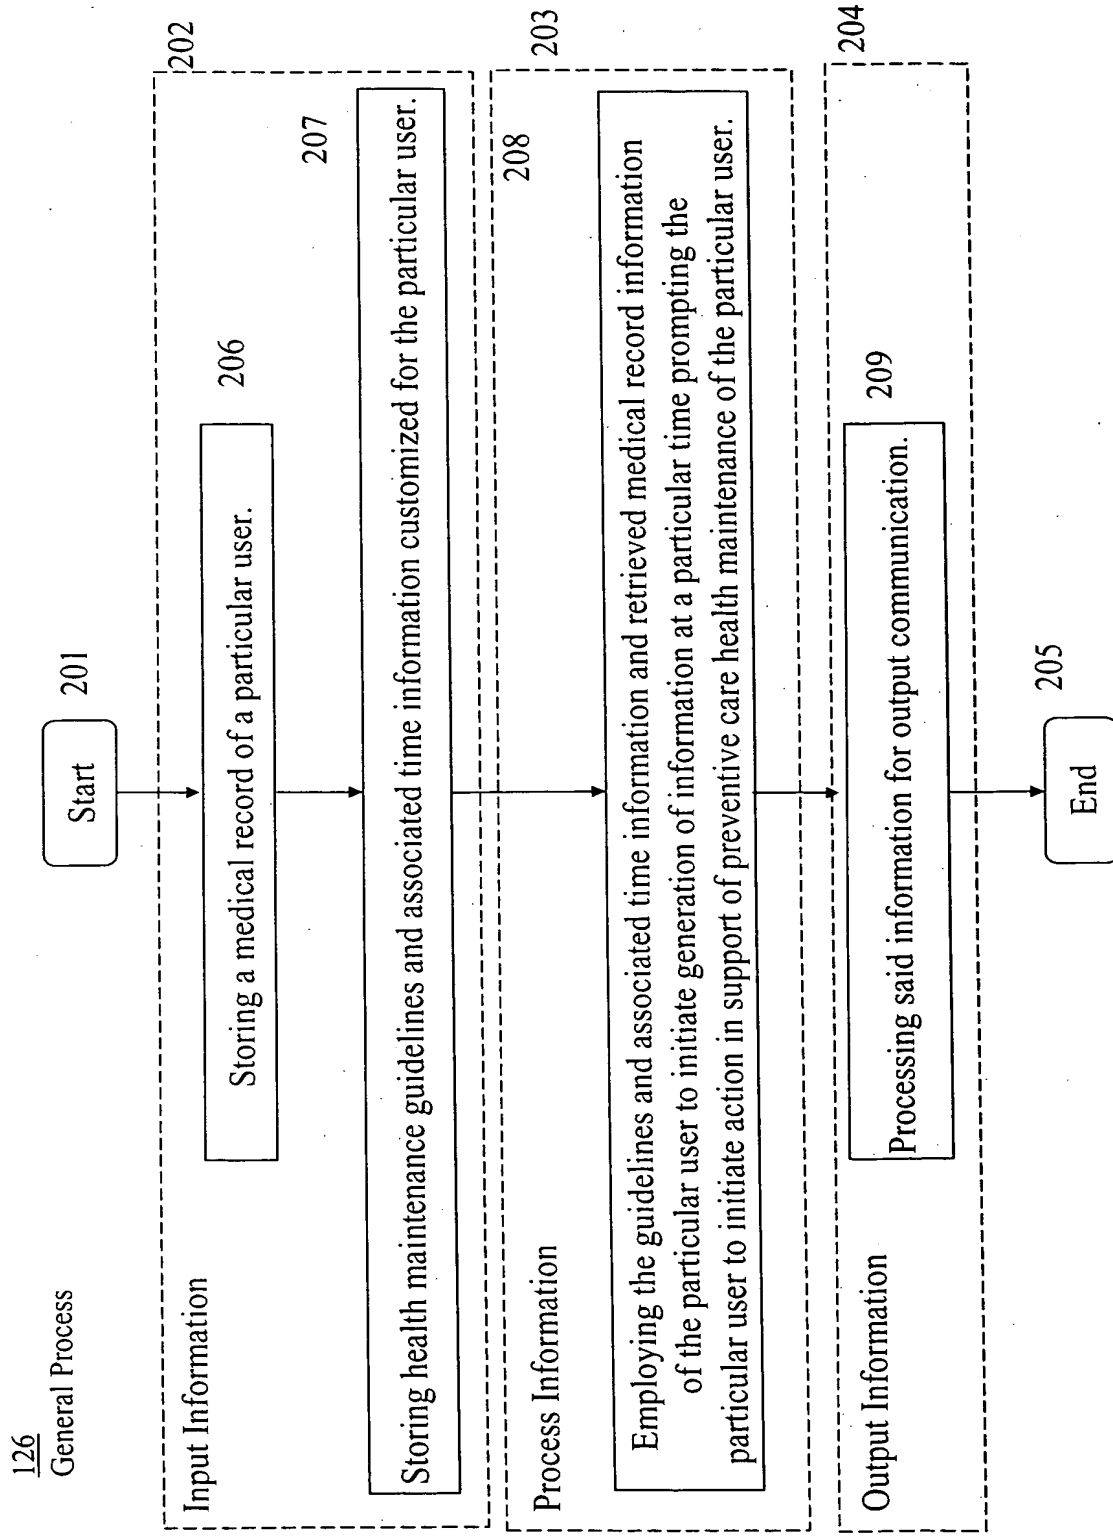 126
General Process
Start
201
Input Information
202
Storing a medical record of a particular user.
206
207
Storing health maintenance guidelines and associated time information customized for the particular user.
Process Information
203
208
Employing the guidelines and associated time information and retrieved medical record information
of the particular user to initiate generation of information at a particular time prompting the
particular user to initiate action in support of preventive care health maintenance of the particular user.
Output Information
204
209
Processing said information for output communication.
End
205